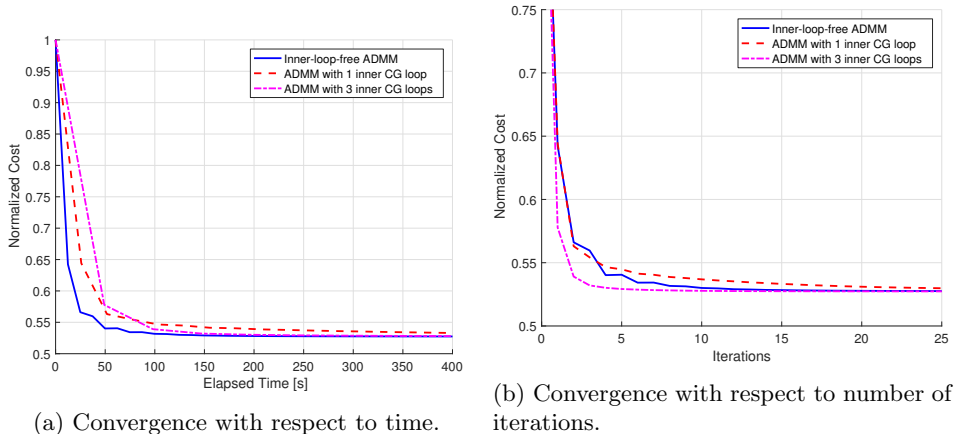 1
0.95
0.9
0.85
0.8
0.75
0.7
0.65
0.6
0.55
0.5
Normalized Cost
Inner-loop-free ADMM
ADMM with 1 inner CG loop
ADMM with 3 inner CG loops
0 50 100 150 200 250 300 350 400
Elapsed Time [s]
(a) Convergence with respect to time.
0.75
0.7
0.65
0.6
0.55
0.5
Normalized Cost
Inner-loop-free ADMM
ADMM with 1 inner CG loop
ADMM with 3 inner CG loops
0 5 10 15 20 25
Iterations
(b) Convergence with respect to number of
iterations.